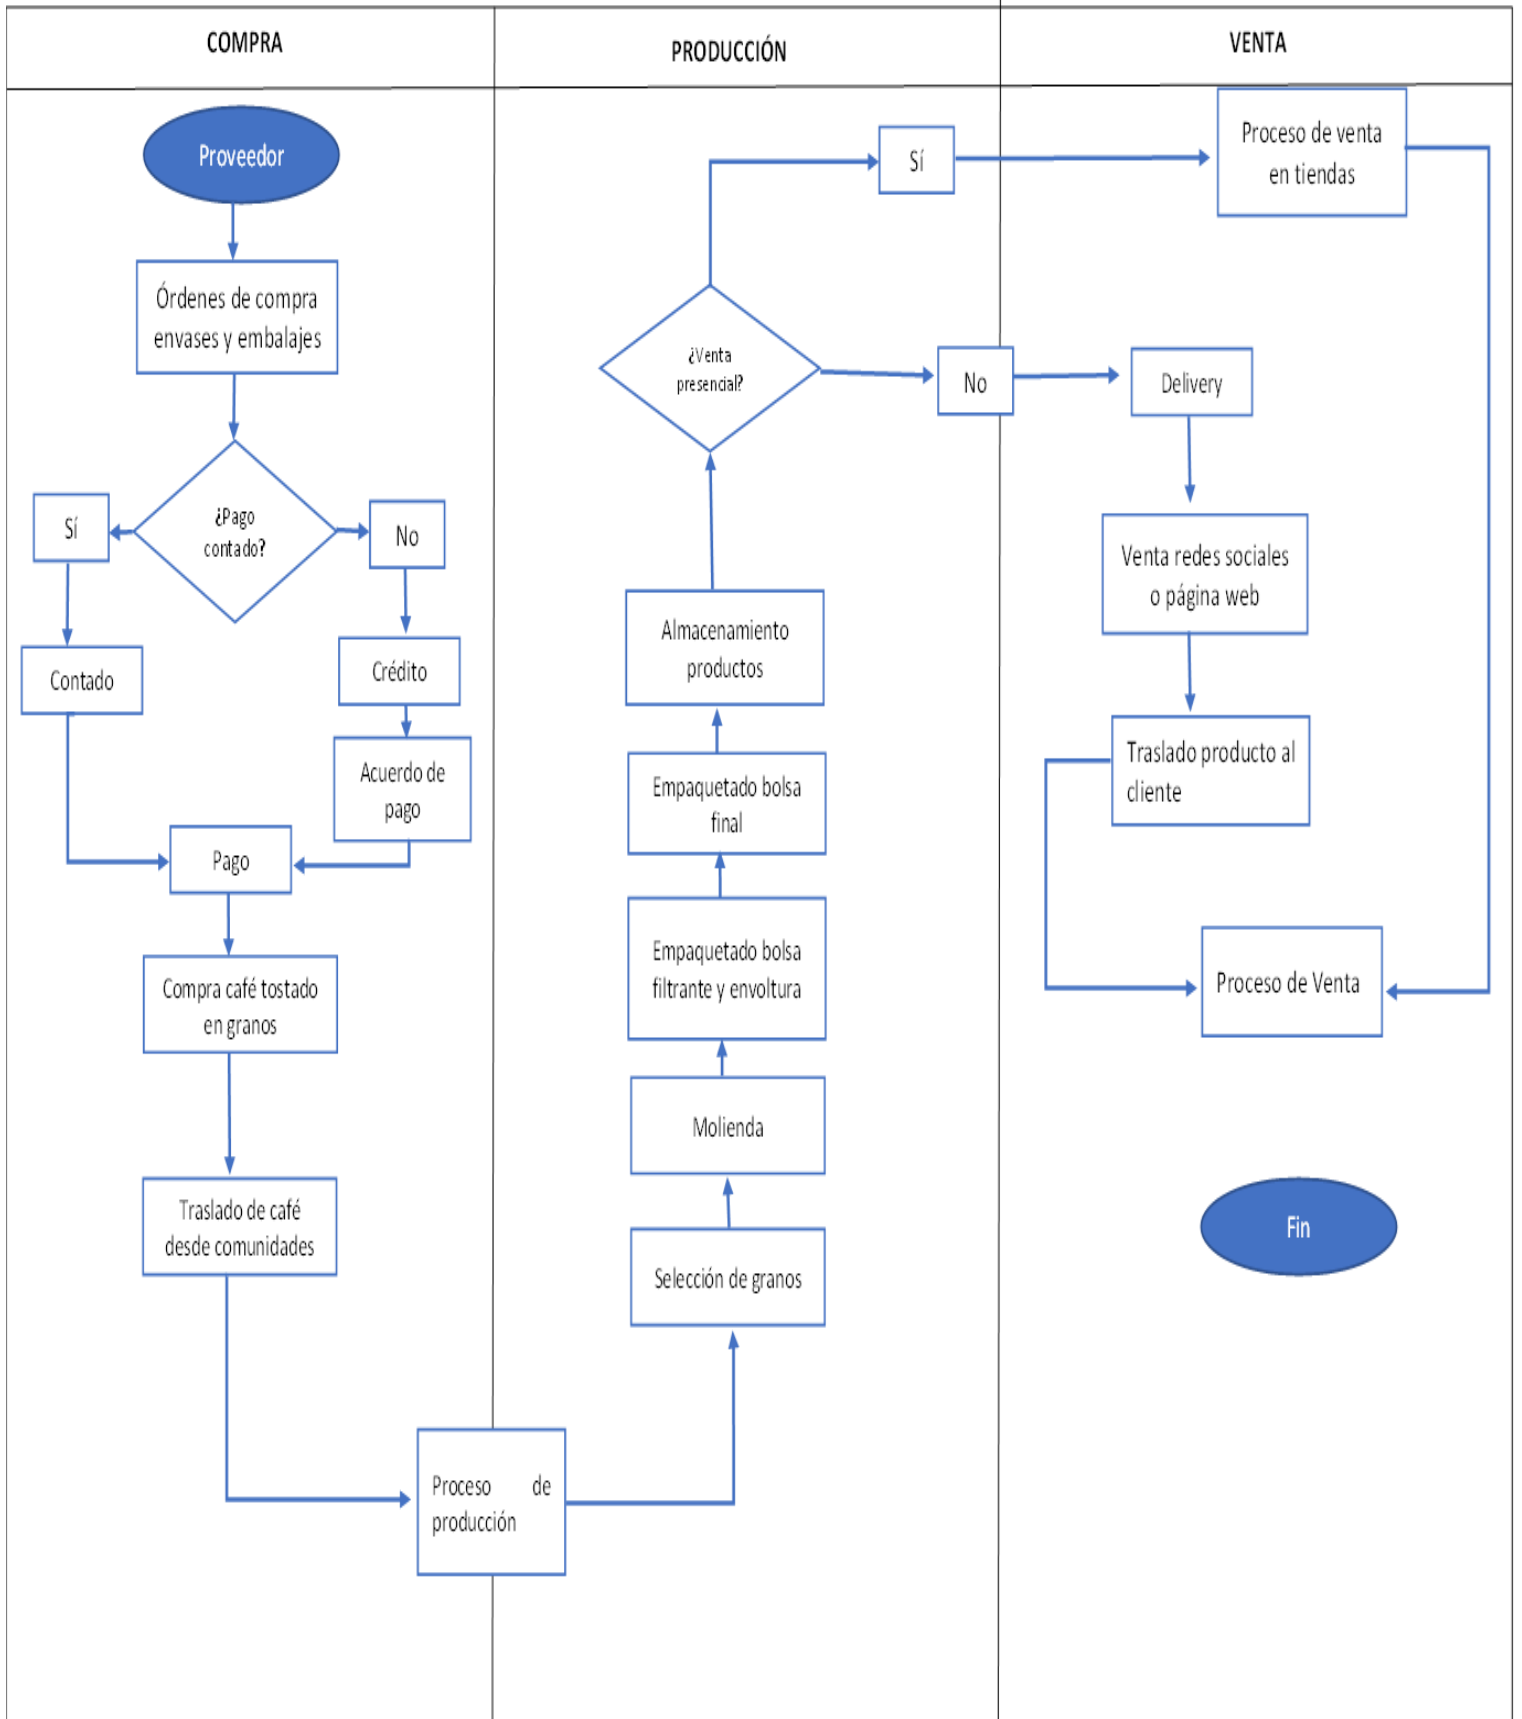 COMPRA
PRODUCCIÓN
VENTA
Proveedor
Órdenes de compra
envases y embalajes
¿Pago
contado?
Sí
No
Contado
Crédito
Acuerdo de
pago
Pago
Compra café tostado
en granos
Traslado de café
desde comunidades
Proceso de
producción
Selección de granos
Molienda
Empaquetado bolsa
filtrante y envoltura
Empaquetado bolsa
final
Almacenamiento
productos
¿Venta
presencial?
Sí
No
Proceso de venta
en tiendas
Delivery
Venta redes sociales
o página web
Traslado producto al
cliente
Proceso de Venta
Fin